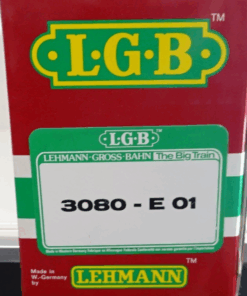 L·G·B·
TM
·L·G·B·
LEHMANN·GROSS·BAHN The Big Train
3080 - E 01
Made in
W.-Germany
by
LEHMANN
TM